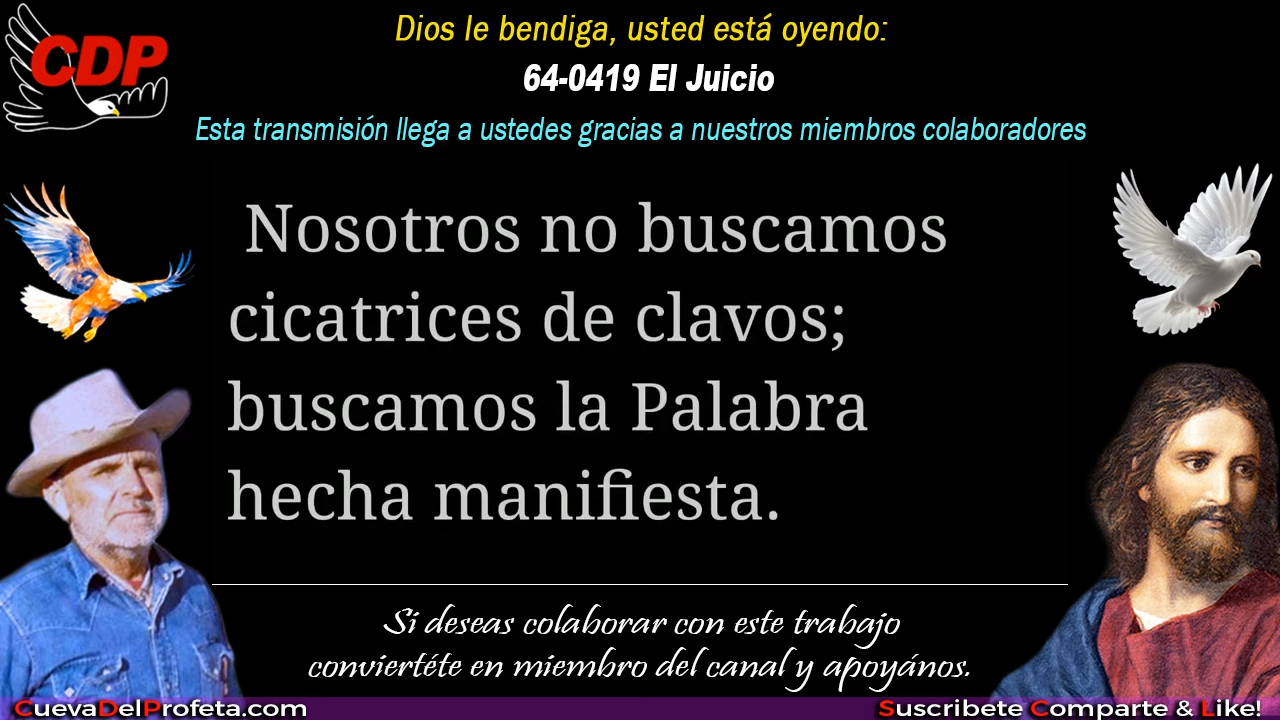 CDP
Dios le bendiga, usted está oyendo:
64-0419 El Juicio
Esta transmisión llega a ustedes gracias a nuestros miembros colaboradores
Nosotros no buscamos
cicatrices de clavos;
buscamos la Palabra
hecha manifiesta.
Si deseas colaborar con este trabajo
conviertéte en miembro del canal y apoyános.
CuevaDelProfeta.com
Suscribete Comparte & Like!